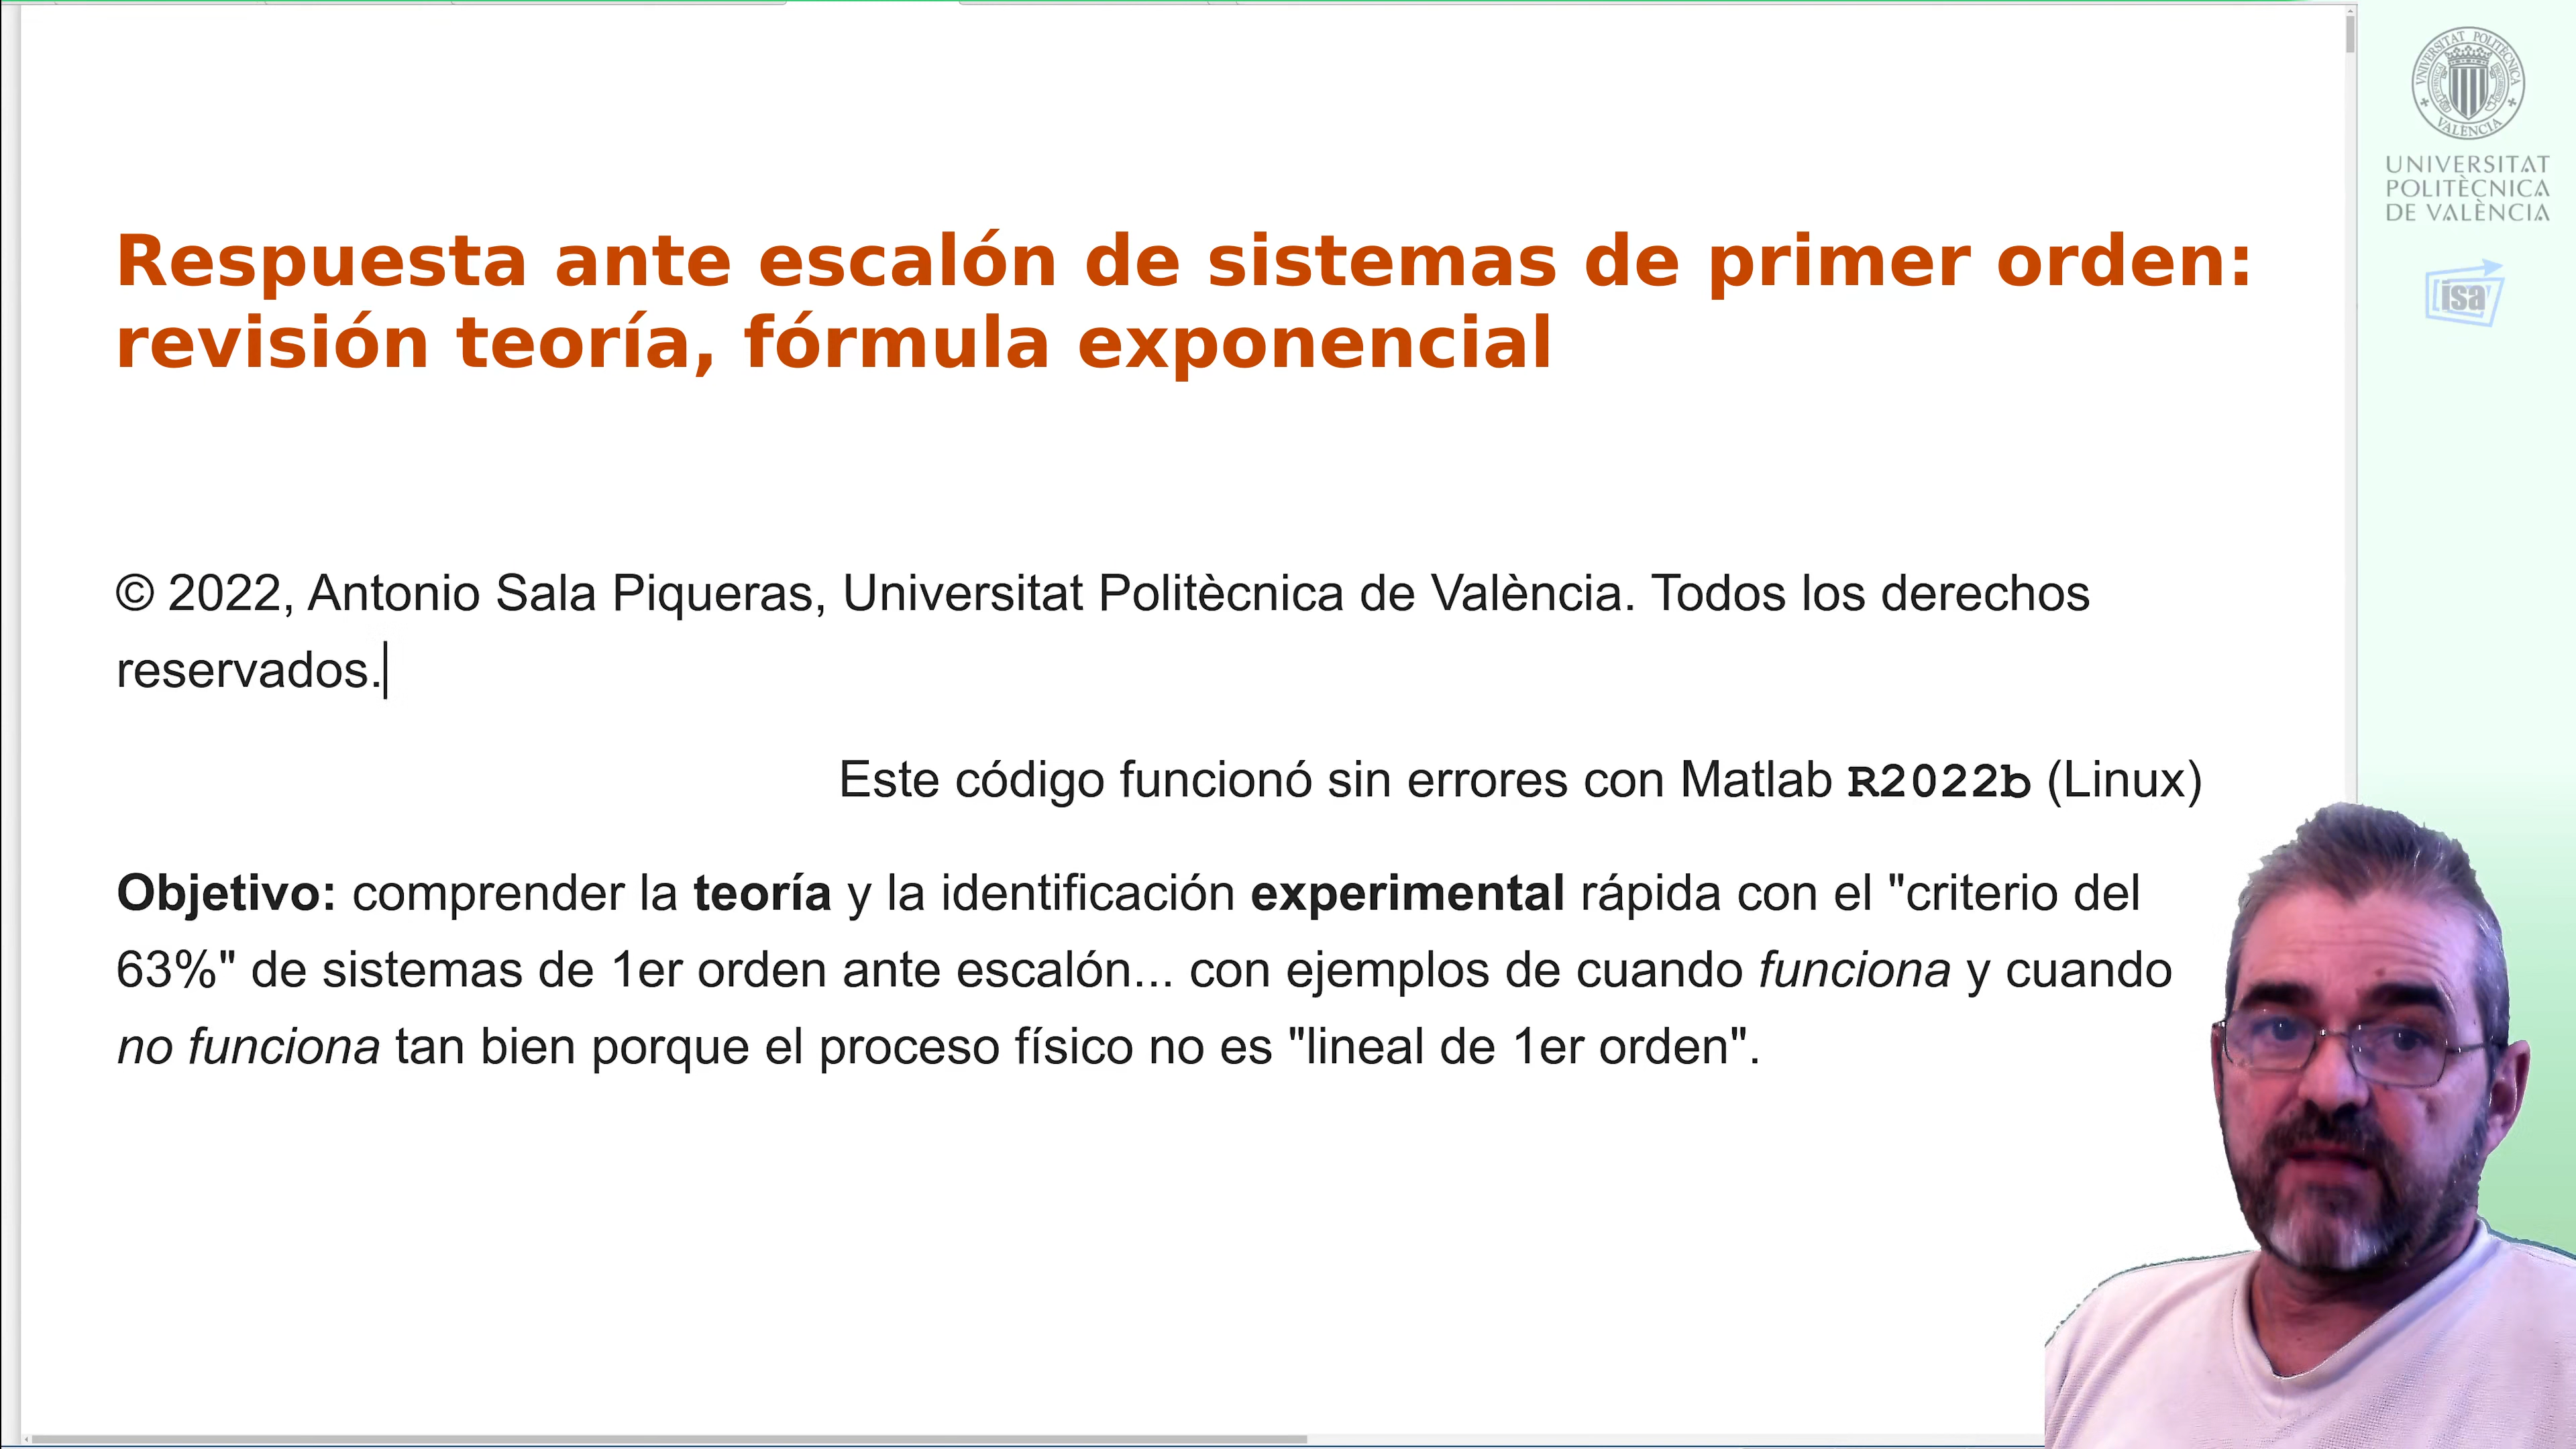 Respuesta ante escalón de sistemas de primer orden:
revisión teoría, fórmula exponencial
© 2022, Antonio Sala Piqueras, Universitat Politècnica de València. Todos los derechos
reservados.
Este código funcionó sin errores con Matlab R2022b (Linux)
Objetivo: comprender la teoría y la identificación experimental rápida con el "criterio del
63%" de sistemas de 1er orden ante escalón... con ejemplos de cuando funciona y cuando
no funciona tan bien porque el proceso físico no es "lineal de 1er orden".
UNIVERSITAT POLITÈCNICA
VALÈNCIA
UNIVERSITAT
POLITÈCNICA
DE VALÈNCIA
isa